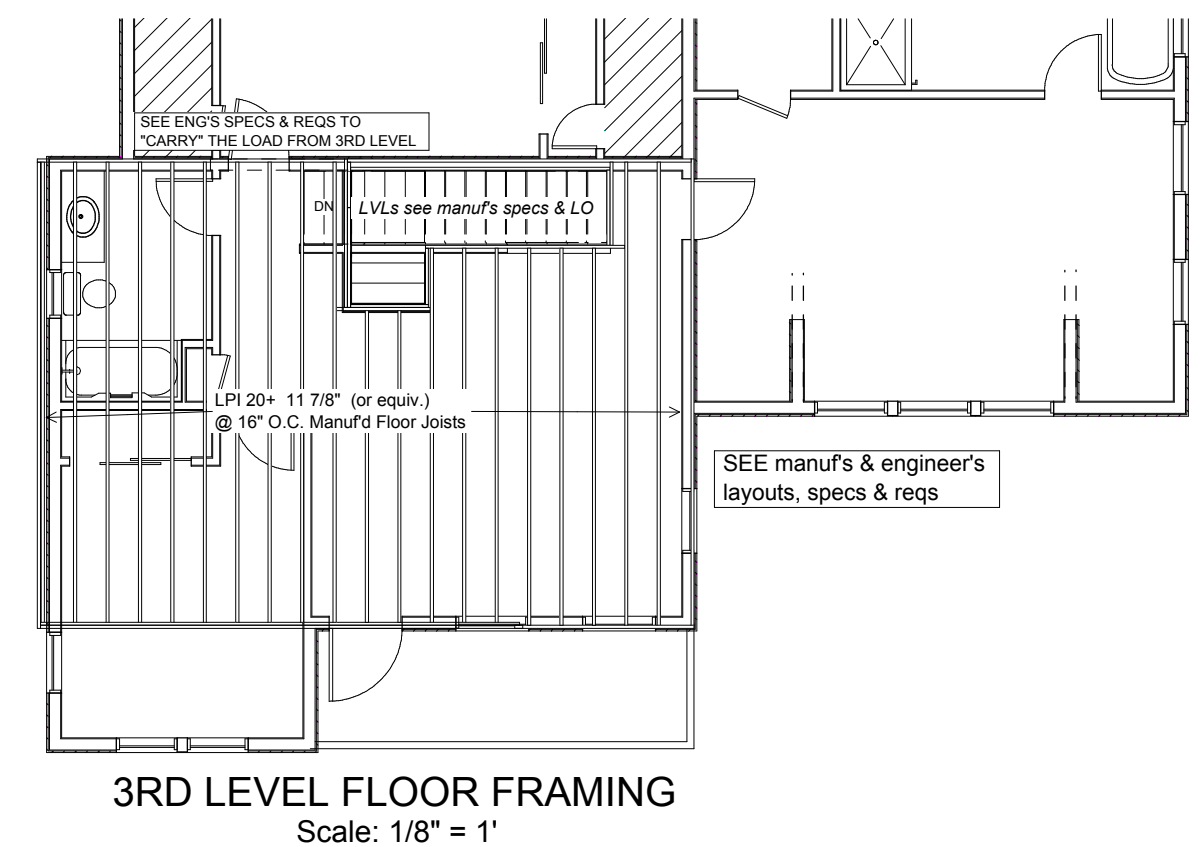 SEE ENG'S SPECS & REQS TO
"CARRY" THE LOAD FROM 3RD LEVEL
DN
LVLs see manuf's specs & LO
LPI 20+ 11 7/8" (or equiv.)
@ 16" O.C. Manuf'd Floor Joists
SEE manuf's & engineer's
layouts, specs & reqs
3RD LEVEL FLOOR FRAMING
Scale: 1/8" = 1'